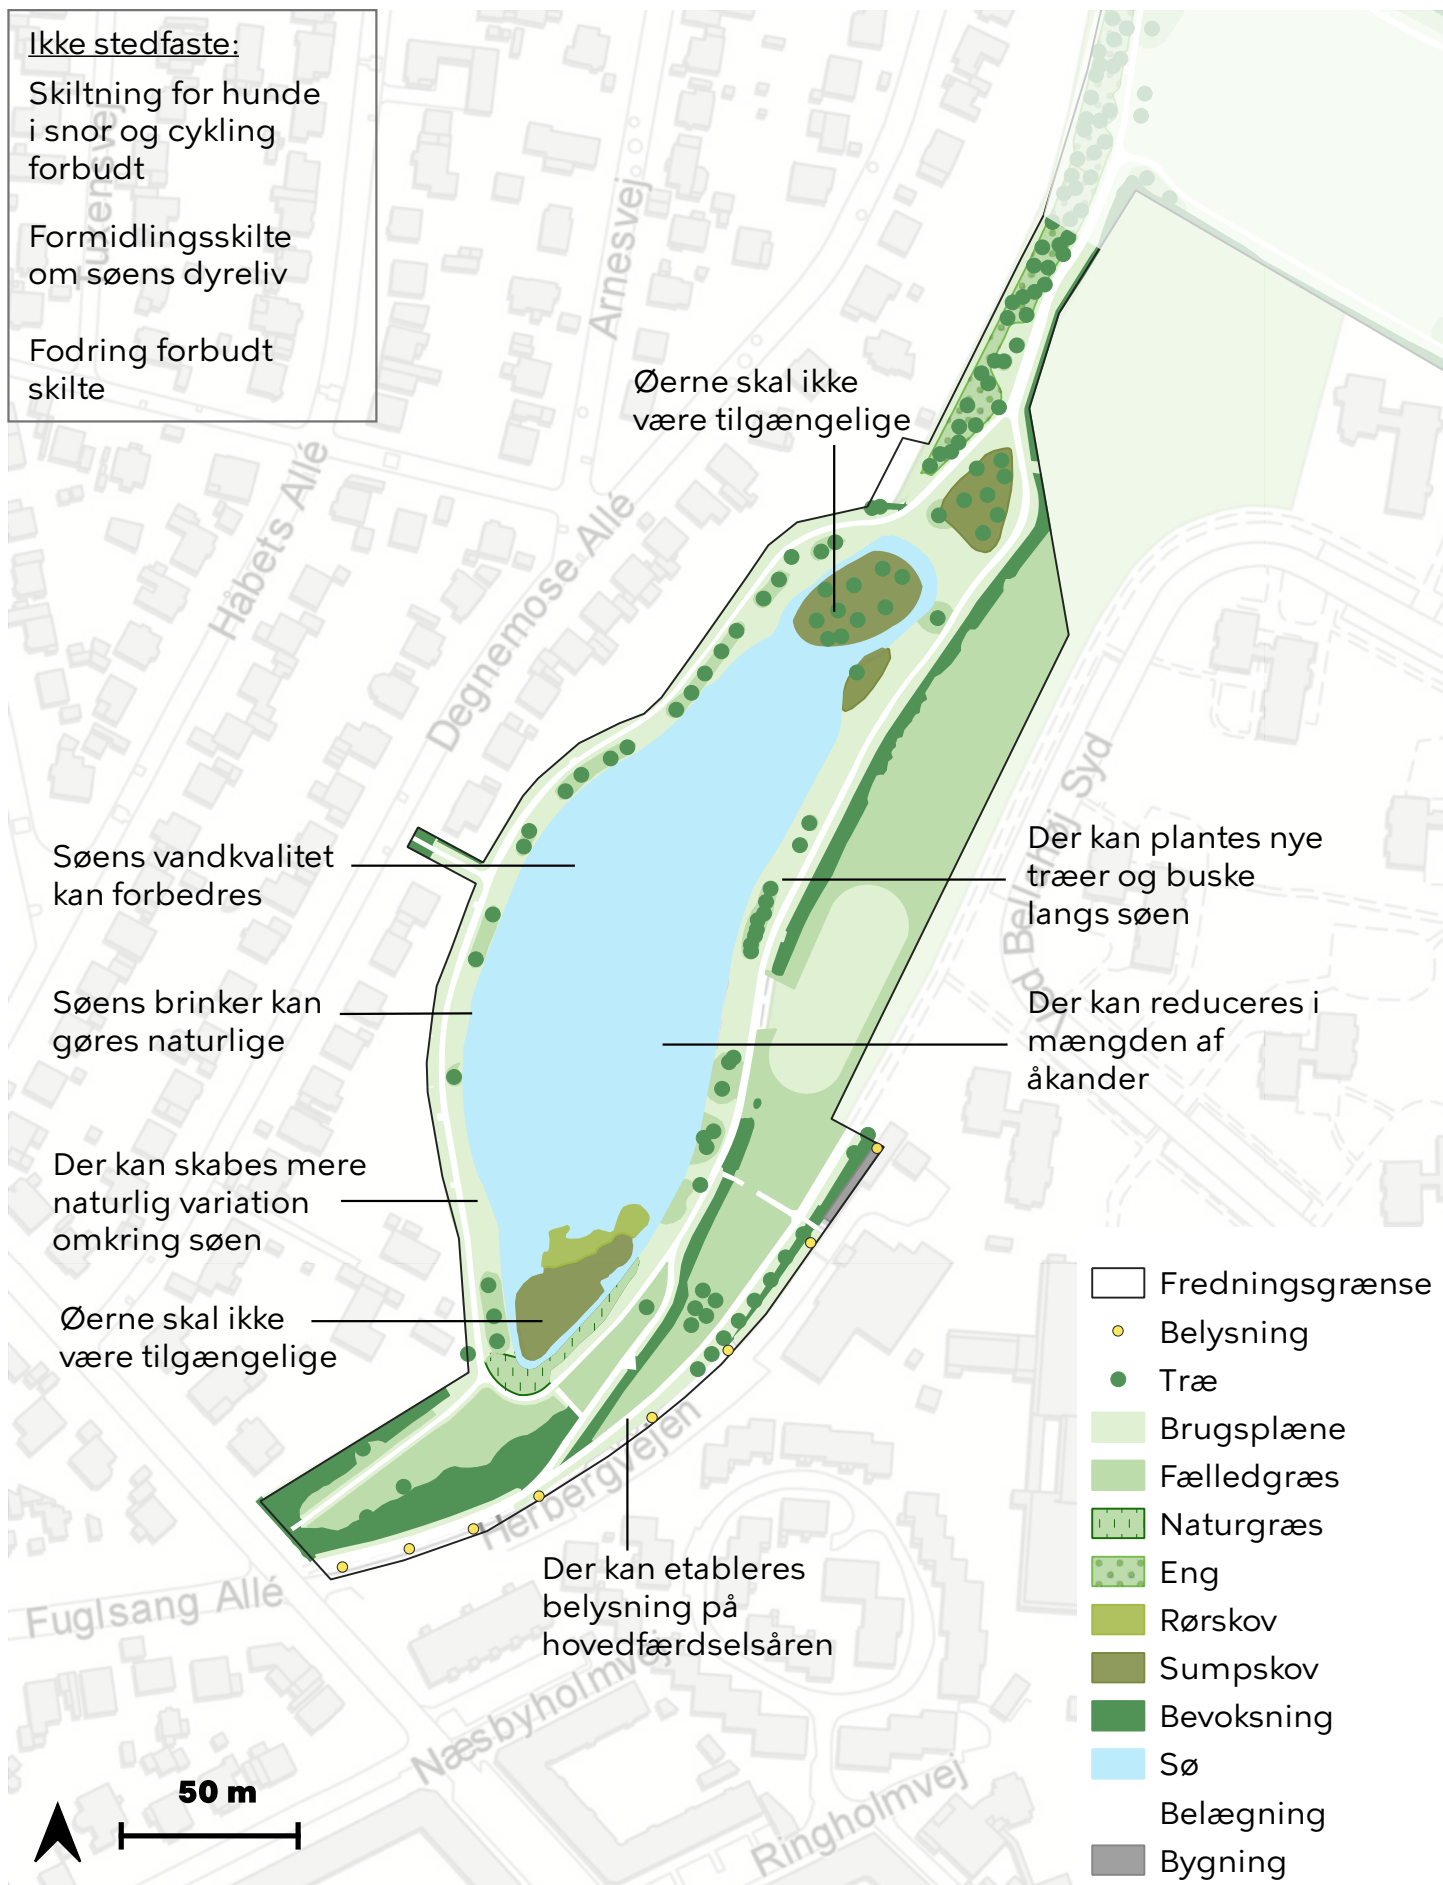 Ikke stedfaste:
Skiltning for hunde
i snor og cykling
forbudt
Formidlingsskilte
om søens dyreliv
Fodring forbudt
skilte
Arnesvej
Øerne skal ikke
være tilgængelige
Håbets Allé
Degnemose Allé
Søens vandkvalitet
kan forbedres
Der kan plantes nye
træer og buske
langs søen
Søens brinker kan
gøres naturlige
Der kan reduceres i
mængden af
åkander
Der kan skabes mere
naturlig variation
omkring søen
Øerne skal ikke
være tilgængelige
Herbergvejen
Fuglsang Allé
Der kan etableres
belysning på
hovedfærdselsåren
Næsbyholmvej
Ringholmvej
50 m
Fredningsgrænse
Belysning
Træ
Brugsplæne
Fælledgræs
Naturgræs
Eng
Rørskov
Sumpskov
Bevoksning
Sø
Belægning
Bygning